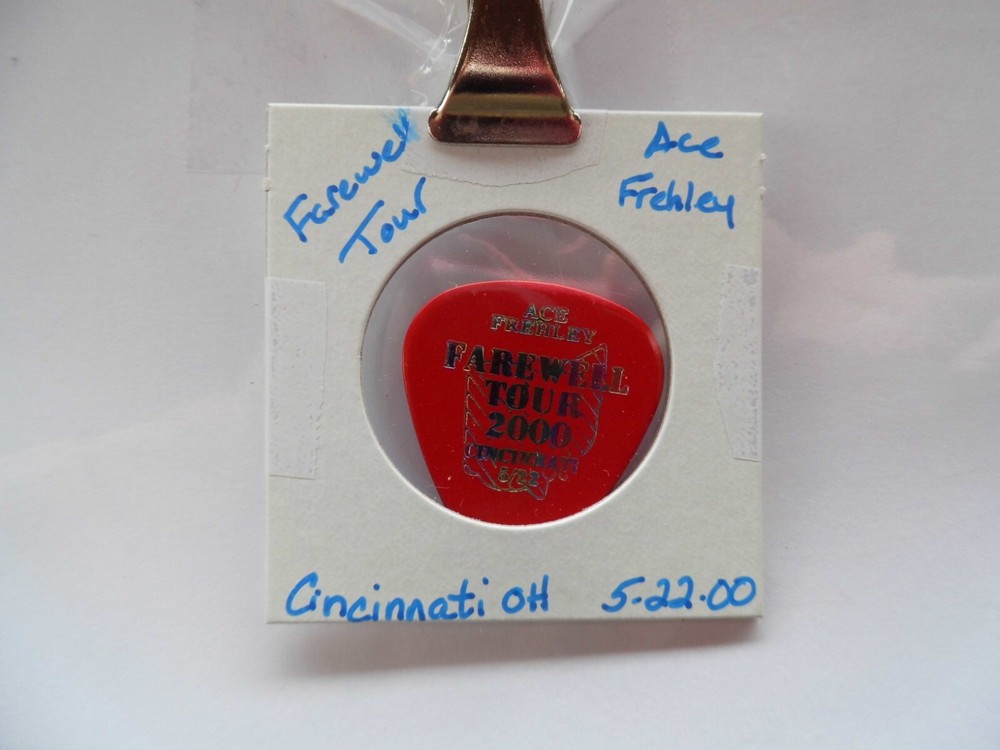 Farewell
Tour
Ace
Frehley
ACE
FREHLEY
FAREWELL
TOUR
2000
CINCINNATI
5/22
Cincinnati OH 5-22-00